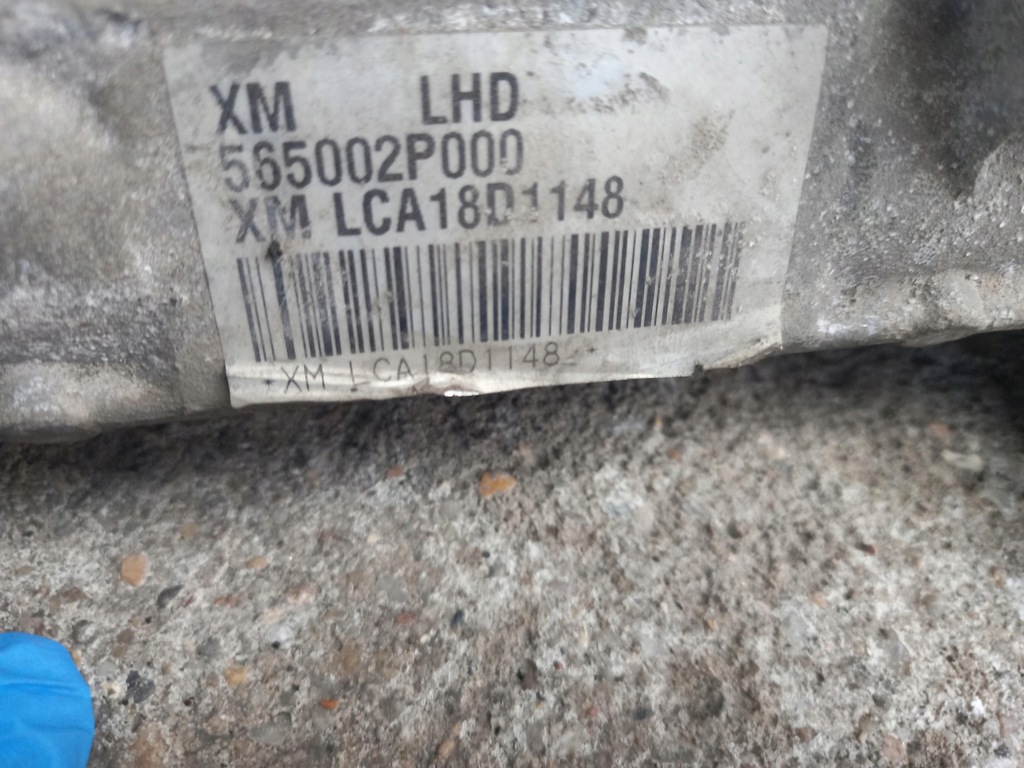 XM LHD
565002P000
XM LCA18D1148
*XM LCA18D1148 *